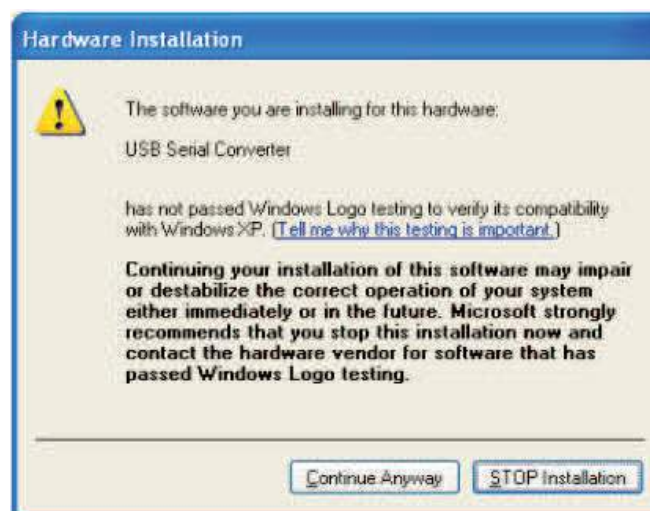 Hardware Installation
The software you are installing for this hardware:
USB Serial Converter
has not passed Windows Logo testing to verify its compatibility
with Windows XP. (Tell me why this testing is important.)
Continuing your installation of this software may impair
or destabilize the correct operation of your system
either immediately or in the future. Microsoft strongly
recommends that you stop this installation now and
contact the hardware vendor for software that has
passed Windows Logo testing.
Continue Anyway
STOP Installation